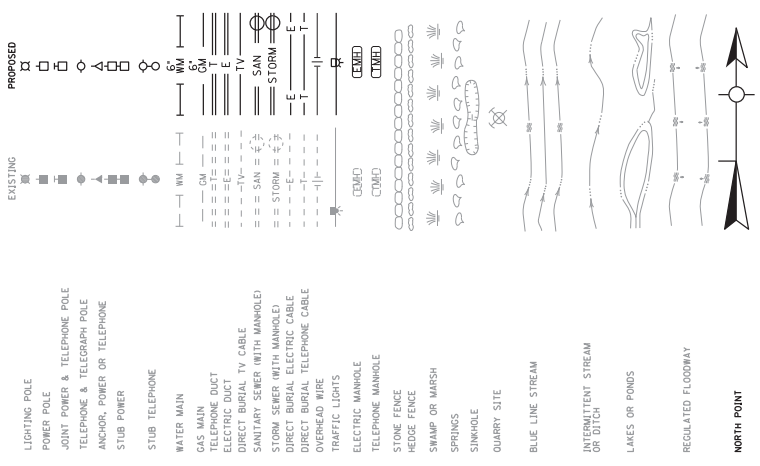 EXISTING PROPOSED
LIGHTING POLE
POWER POLE
JOINT POWER & TELEPHONE POLE
TELEPHONE & TELEGRAPH POLE
ANCHOR, POWER OR TELEPHONE
STUB POWER
STUB TELEPHONE
WATER MAIN WM 6" WM
GAS MAIN GM 6" GM
TELEPHONE DUCT T T
ELECTRIC DUCT E E
DIRECT BURIAL TV CABLE TV TV
SANITARY SEWER (WITH MANHOLE) SAN SAN
STORM SEWER (WITH MANHOLE) STORM STORM
DIRECT BURIAL ELECTRIC CABLE E E E
DIRECT BURIAL TELEPHONE CABLE T T T
OVERHEAD WIRE
TRAFFIC LIGHTS
ELECTRIC MANHOLE EMH EMH
TELEPHONE MANHOLE TMH TMH
STONE FENCE
HEDGE FENCE
SWAMP OR MARSH
SPRINGS
SINKHOLE
QUARRY SITE
BLUE LINE STREAM
INTERMITTENT STREAM
OR DITCH
LAKES OR PONDS
REGULATED FLOODWAY
NORTH POINT